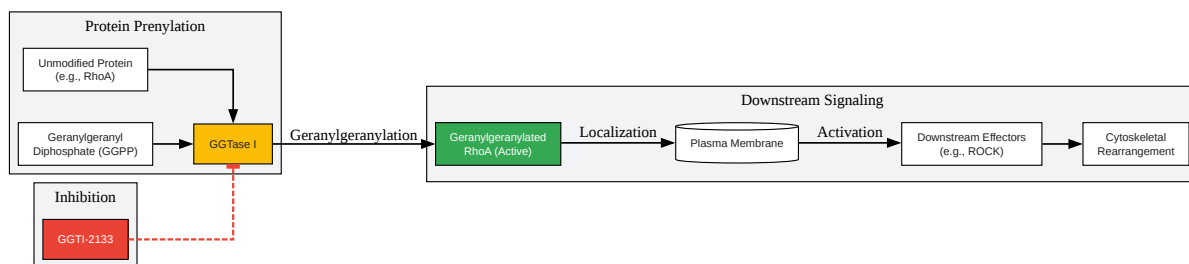 Protein Prenylation
Unmodified Protein
(e.g., RhoA)
Geranylgeranyl
Diphosphate (GGPP)
GGTase I
Geranylgeranylation
Inhibition
GGTI-2133
Downstream Signaling
Geranylgeranylated
RhoA (Active)
Localization
Plasma Membrane
Activation
Downstream Effectors
(e.g., ROCK)
Cytoskeletal
Rearrangement